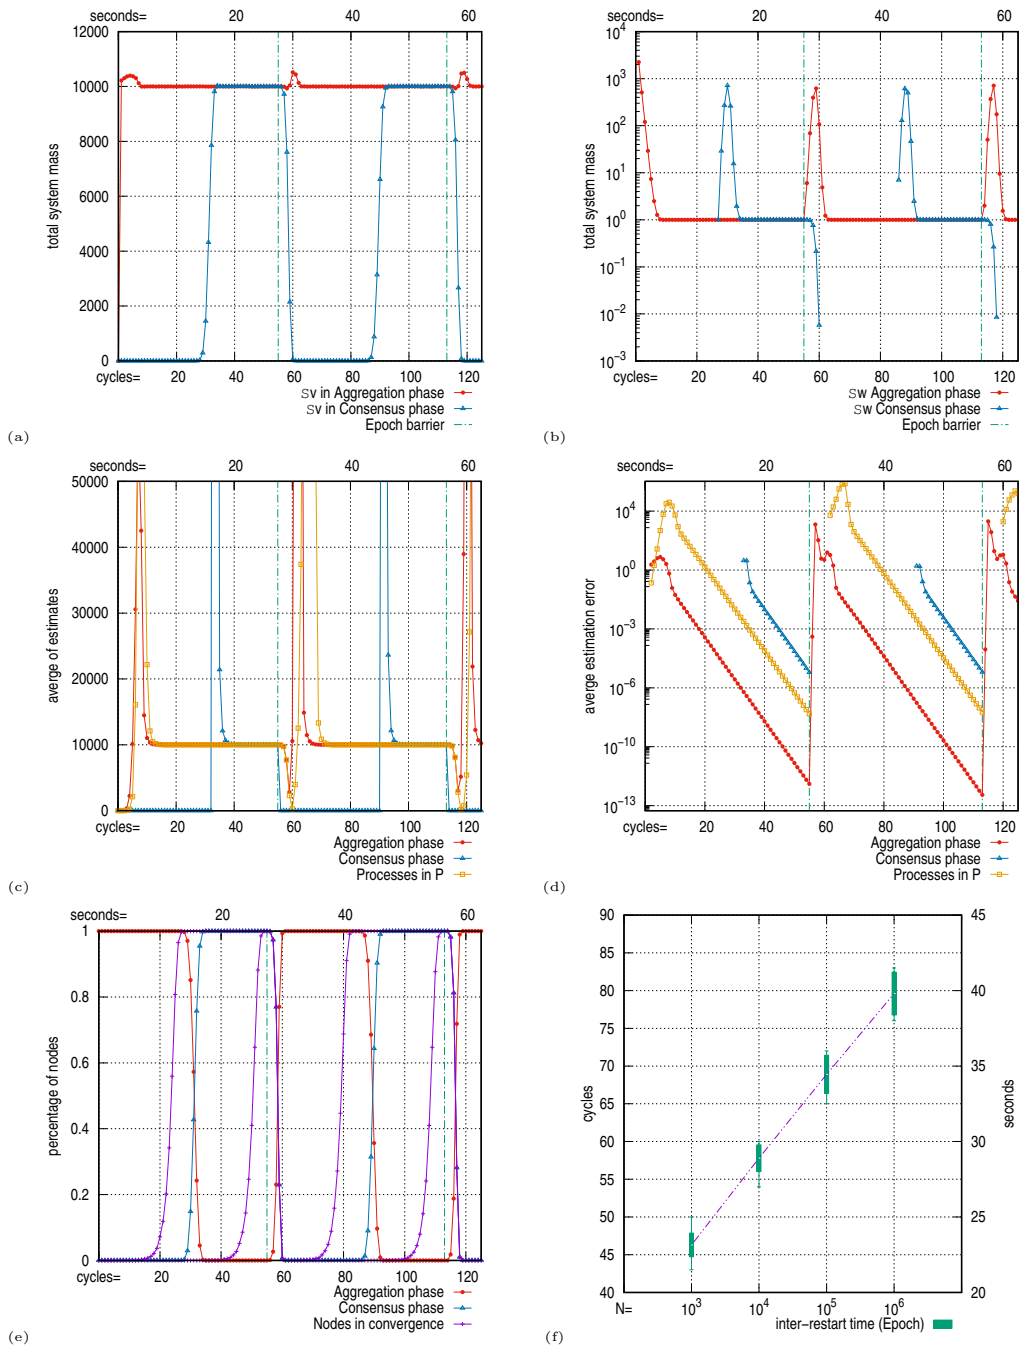 seconds= 20 40 60
12000
10000
8000
6000
4000
2000
0
total system mass
cycles= 20 40 60 80 100 120
Sv in Aggregation phase
Sv in Consensus phase
Epoch barrier
(a)
seconds= 20 40 60
10^4
10^3
10^2
10^1
10^0
10^-1
10^-2
10^-3
total system mass
cycles= 20 40 60 80 100 120
Sw Aggregation phase
Sw Consensus phase
Epoch barrier
(b)
seconds= 20 40 60
50000
40000
30000
20000
10000
0
averge of estimates
cycles= 20 40 60 80 100 120
Aggregation phase
Consensus phase
Processes in P
(c)
seconds= 20 40 60
10^4
10^0
10^-3
10^-6
10^-10
10^-13
averge estimation error
cycles= 20 40 60 80 100 120
Aggregation phase
Consensus phase
Processes in P
(d)
seconds= 20 40 60
1
0.8
0.6
0.4
0.2
0
percentage of nodes
cycles= 20 40 60 80 100 120
Aggregation phase
Consensus phase
Nodes in convergence
(e)
90
85
80
75
70
65
60
55
50
45
40
cycles
45
40
35
30
25
20
seconds
N= 10^3 10^4 10^5 10^6
inter-restart time (Epoch)
(f)